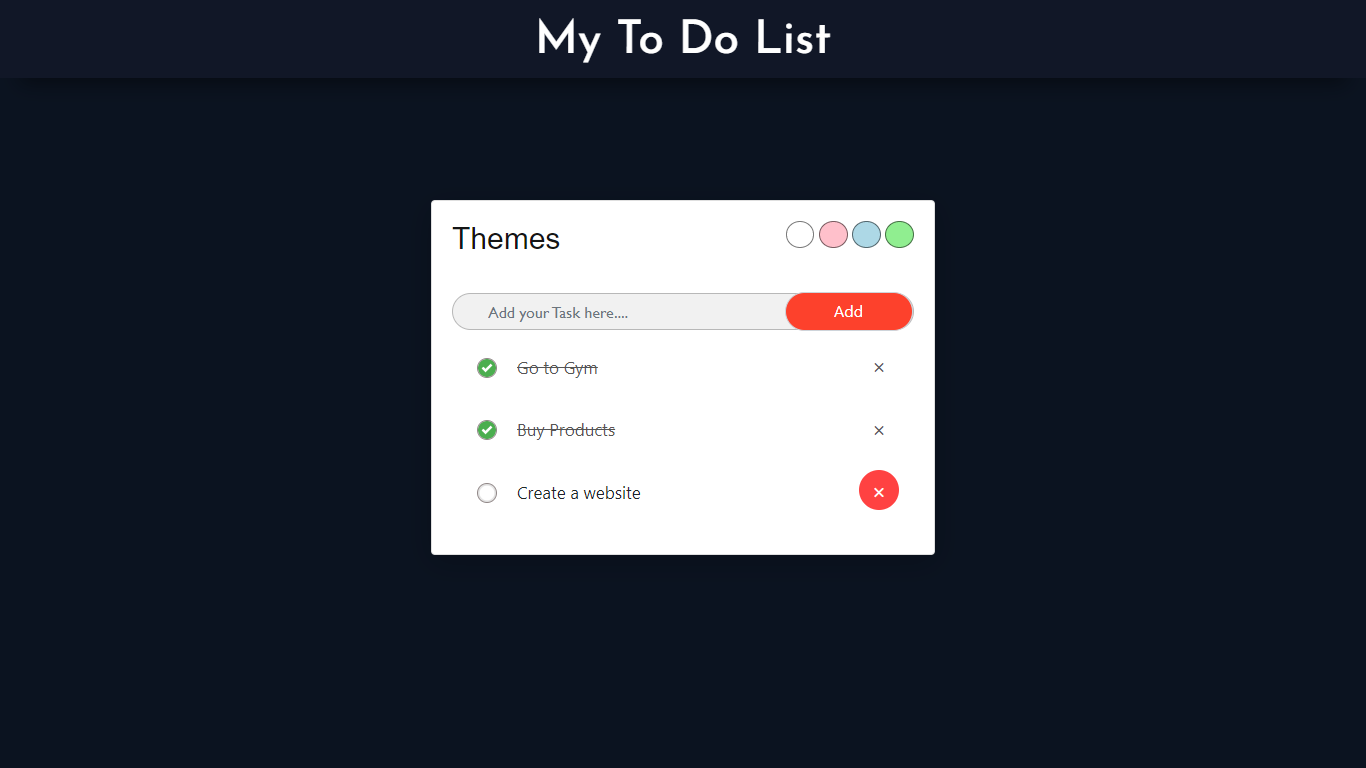 My To Do List
Themes
Add your Task here....
Add
Go to Gym
×
Buy Products
×
Create a website
×